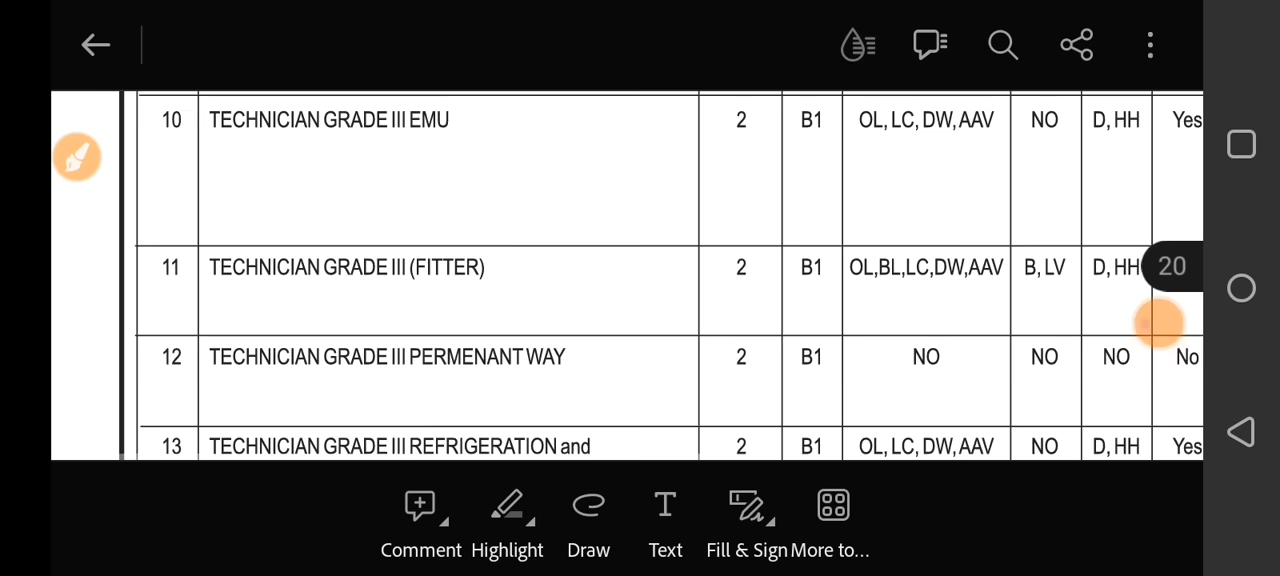 10 TECHNICIAN GRADE III EMU 2 B1 OL, LC, DW, AAV NO D, HH Yes
11 TECHNICIAN GRADE III (FITTER) 2 B1 OL,BL,LC,DW,AAV B, LV D, HH 20
12 TECHNICIAN GRADE III PERMENANT WAY 2 B1 NO NO NO No
13 TECHNICIAN GRADE III REFRIGERATION and 2 B1 OL, LC, DW, AAV NO D, HH Yes
Comment Highlight Draw Text Fill & Sign More to...